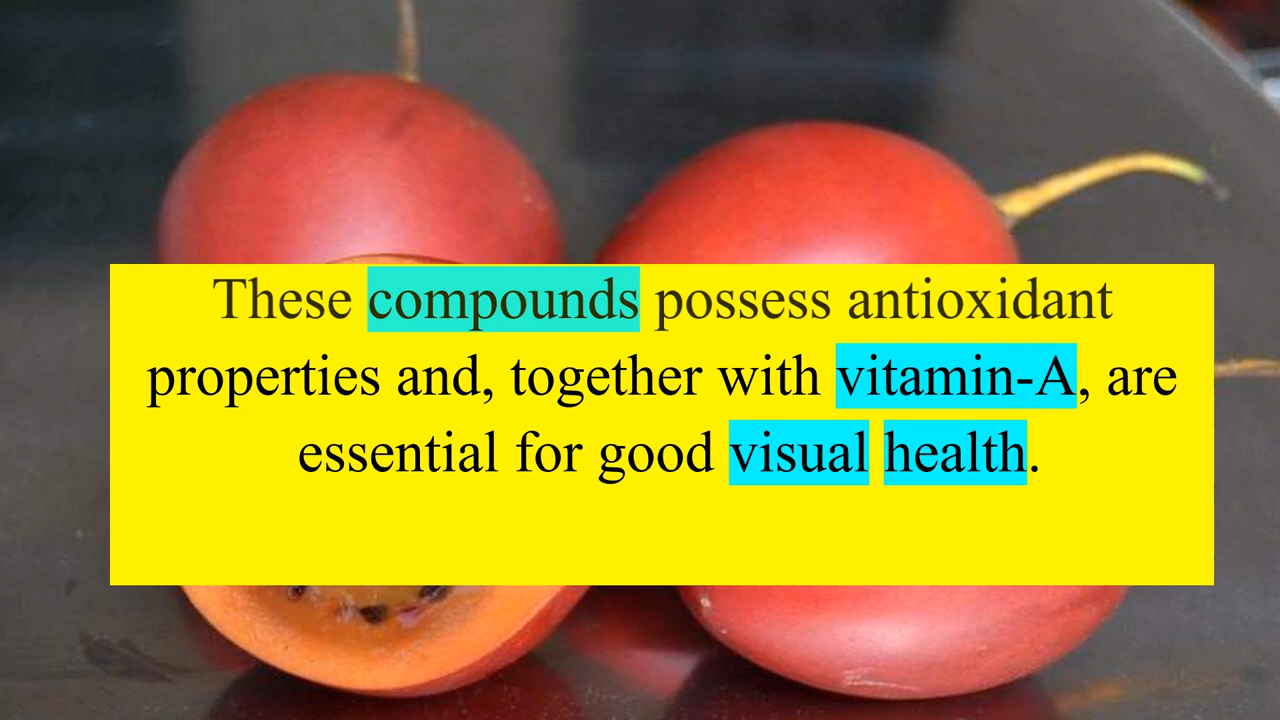 These compounds possess antioxidant
properties and, together with vitamin-A, are
essential for good visual health.